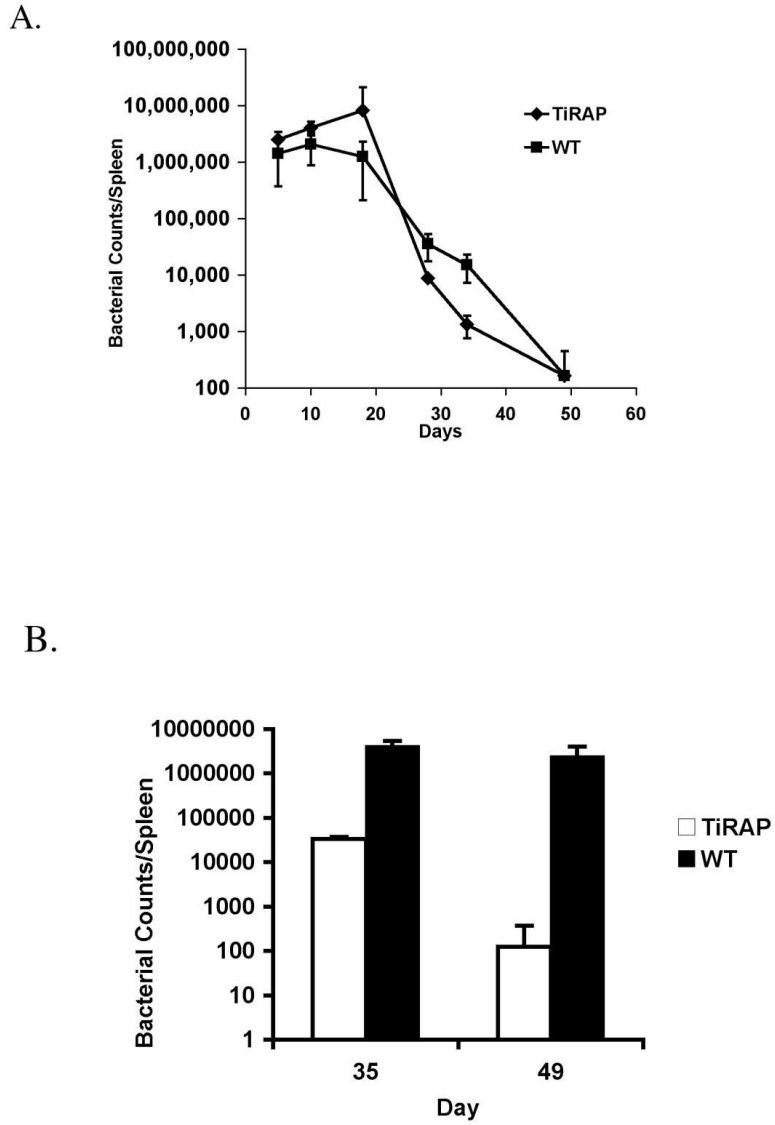 A.
100,000,000
10,000,000
1,000,000
100,000
10,000
1,000
100
Bacterial Counts/Spleen
0 10 20 30 40 50 60
Days
TiRAP
WT
B.
10000000
1000000
100000
10000
1000
100
10
1
Bacterial Counts/Spleen
35 49
Day
TiRAP
WT